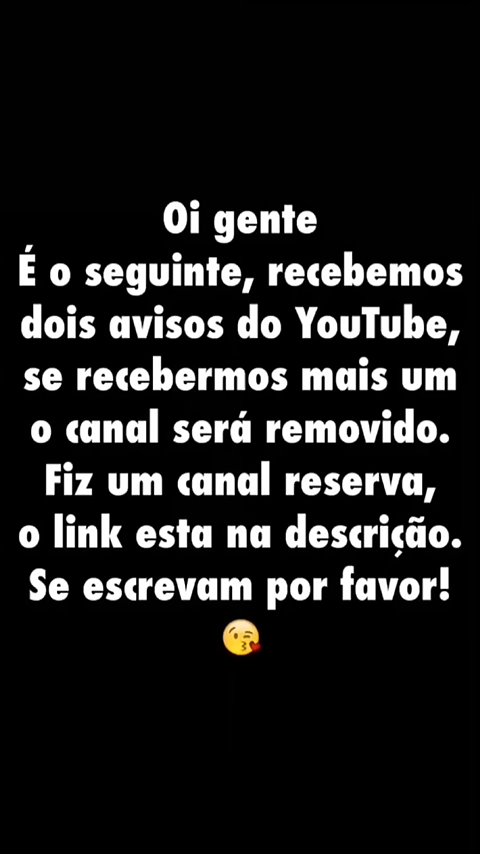 Oi gente
É o seguinte, recebemos
dois avisos do YouTube,
se recebermos mais um
o canal será removido.
Fiz um canal reserva,
o link esta na descrição.
Se escrevam por favor!
😘